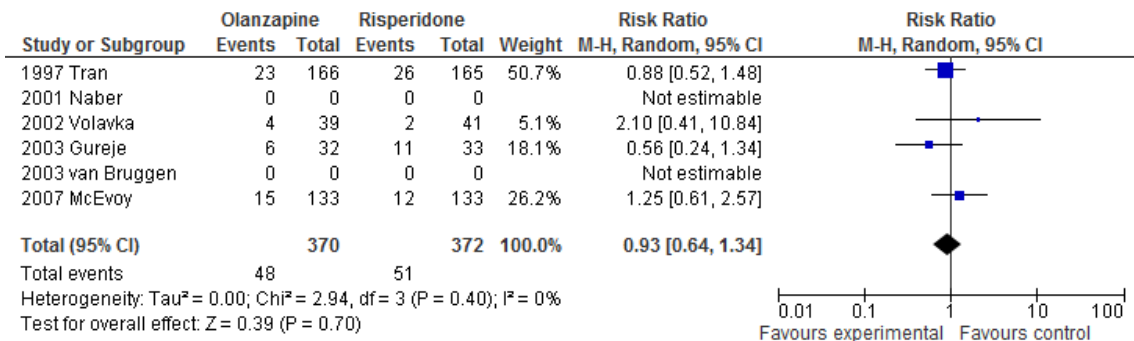 Olanzapine Risperidone Risk Ratio Risk Ratio
Study or Subgroup Events Total Events Total Weight M-H, Random, 95% CI M-H, Random, 95% CI
1997 Tran 23 166 26 165 50.7% 0.88 [0.52, 1.48]
2001 Naber 0 0 0 0 Not estimable
2002 Volavka 4 39 2 41 5.1% 2.10 [0.41, 10.84]
2003 Gureje 6 32 11 33 18.1% 0.56 [0.24, 1.34]
2003 van Bruggen 0 0 0 0 Not estimable
2007 McEvoy 15 133 12 133 26.2% 1.25 [0.61, 2.57]
Total (95% CI) 370 372 100.0% 0.93 [0.64, 1.34]
Total events 48 51
Heterogeneity: Tau² = 0.00; Chi² = 2.94, df = 3 (P = 0.40); I² = 0%
Test for overall effect: Z = 0.39 (P = 0.70)
0.01 0.1 1 10 100
Favours experimental Favours control